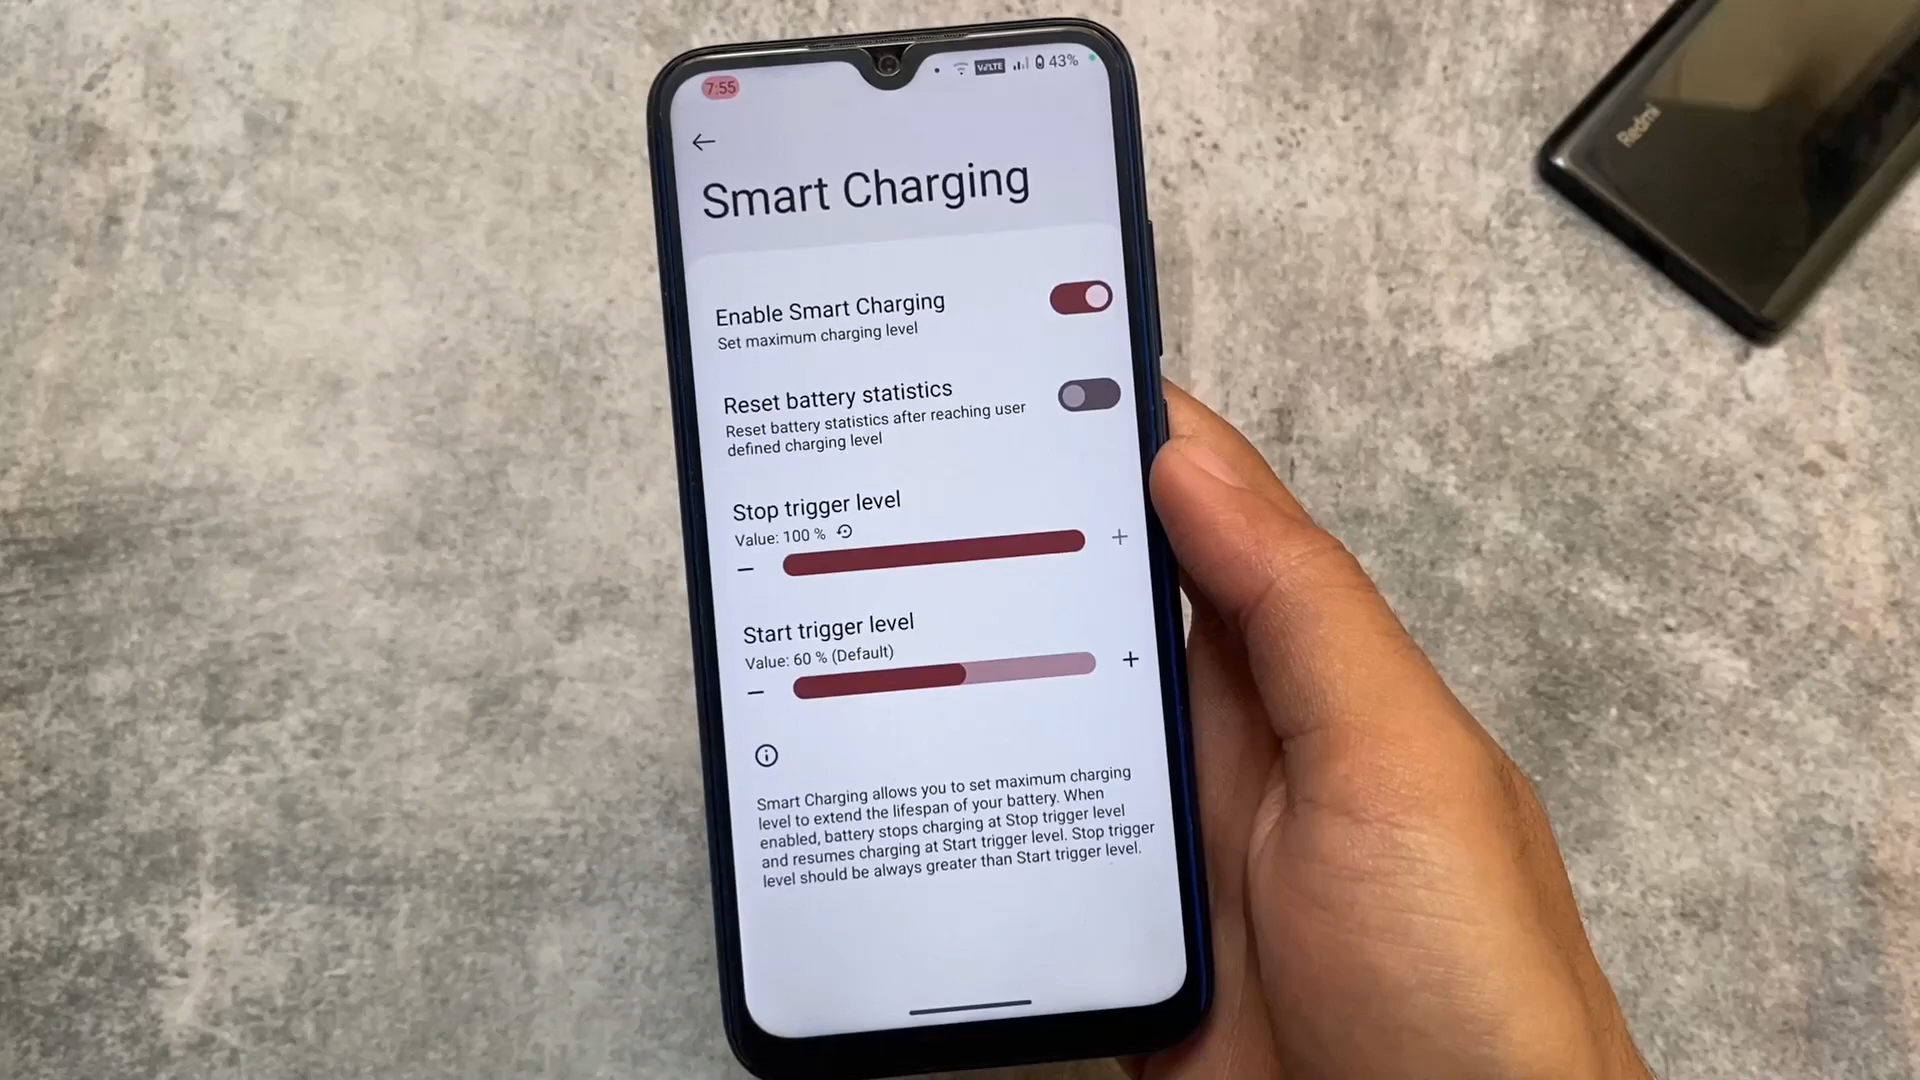 7:55
VoLTE 43%
Smart Charging
Enable Smart Charging
Set maximum charging level
Reset battery statistics
Reset battery statistics after reaching user
defined charging level
Stop trigger level
Value: 100 %
Start trigger level
Value: 60 % (Default)
Smart Charging allows you to set maximum charging
level to extend the lifespan of your battery. When
enabled, battery stops charging at Stop trigger level
and resumes charging at Start trigger level. Stop trigger
level should be always greater than Start trigger level.
Redmi